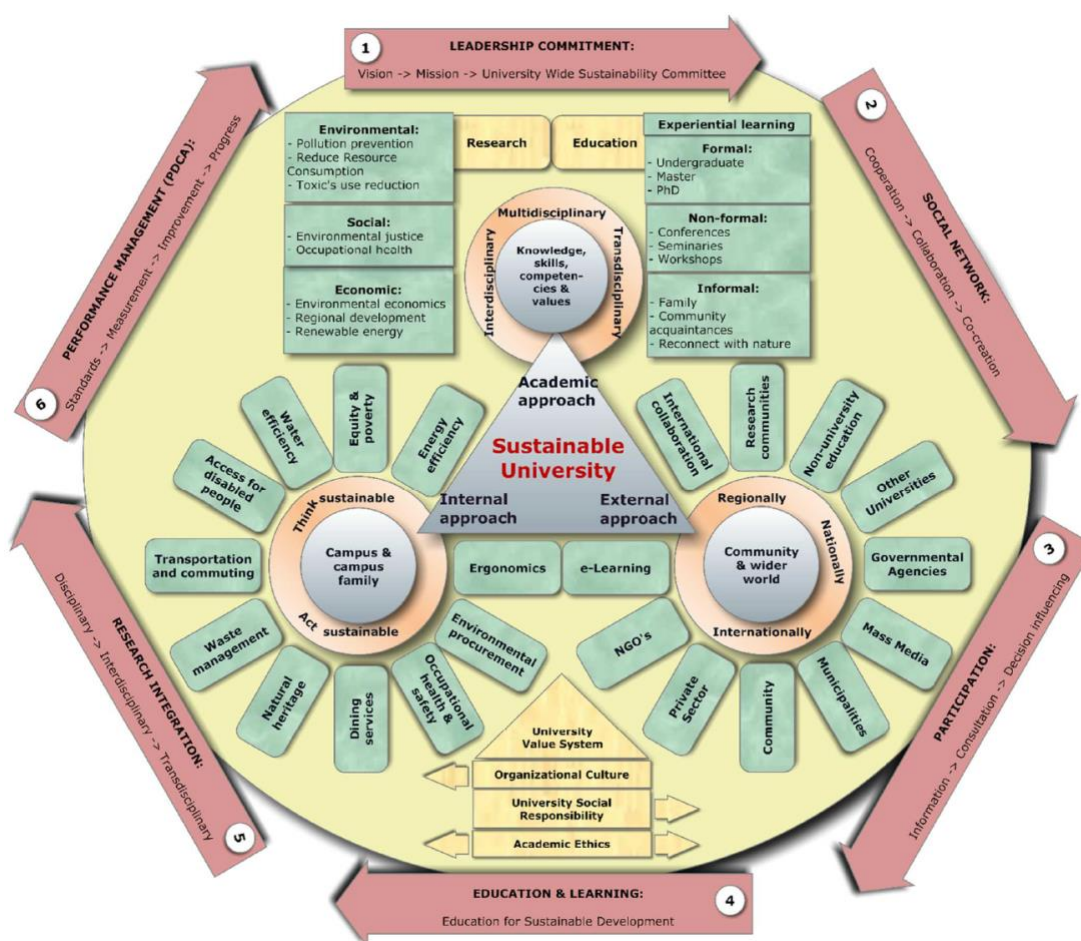 1
LEADERSHIP COMMITMENT:
Vision -> Mission -> University Wide Sustainability Committee
2
SOCIAL NETWORK:
Cooperation -> Collaboration -> Co-creation
3
PARTICIPATION:
Information -> Consultation -> Decision influencing
4
EDUCATION & LEARNING:
Education for Sustainable Development
5
RESEARCH INTEGRATION:
Disciplinary -> Interdisciplinary -> Transdisciplinary
6
PERFORMANCE MANAGEMENT (PDCA):
Standards -> Measurement -> Improvement -> Progress
Environmental:
- Pollution prevention
- Reduce Resource
Consumption
- Toxic's use reduction
Social:
- Environmental justice
- Occupational health
Economic:
- Environmental economics
- Regional development
- Renewable energy
Research
Education
Experiential learning
Formal:
- Undergraduate
- Master
- PhD
Non-formal:
- Conferences
- Seminaries
- Workshops
Informal:
- Family
- Community
acquaintances
- Reconnect with nature
Multidisciplinary
Interdisciplinary
Transdisciplinary
Knowledge,
skills,
competen-
cies &
values
Academic
approach
Sustainable
University
Internal
approach
External
approach
Water
efficiency
Equity &
poverty
Energy
efficiency
Access for
disabled
people
Transportation
and commuting
Waste
management
Natural
heritage
Dining
services
Occupational
health &
safety
Environmental
procurement
Ergonomics
Think sustainable
Campus &
campus
family
Act sustainable
e-Learning
International
collaboration
Research
communities
Non-university
education
Other
Universities
Governmental
Agencies
Mass Media
Municipalities
Community
Private
Sector
NGO's
Regionally
Nationally
Internationally
Community
& wider
world
University
Value System
Organizational Culture
University Social
Responsibility
Academic Ethics